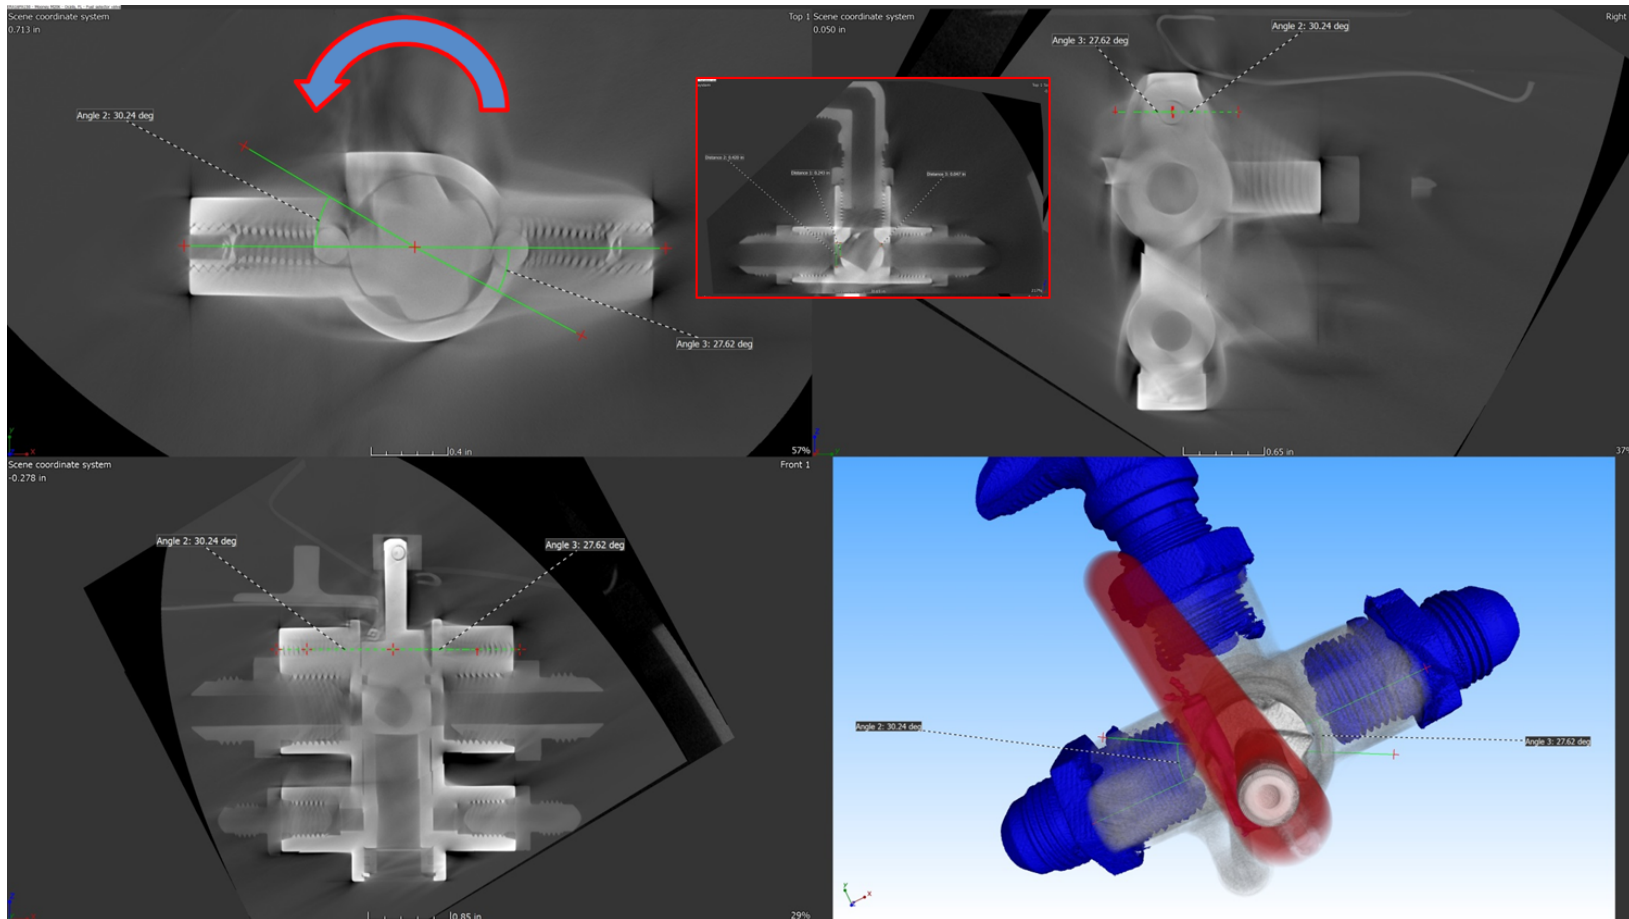 Scene coordinate system
0.713 in
Top 1
Angle 2: 30.24 deg
Angle 3: 27.62 deg
0.4 in
57%
Scene coordinate system
0.050 in
Right
Angle 3: 27.62 deg
Angle 2: 30.24 deg
0.65 in
37%
Scene coordinate system
-0.278 in
Front 1
Angle 2: 30.24 deg
Angle 3: 27.62 deg
0.85 in
29%
Angle 2: 30.24 deg
Angle 3: 27.62 deg